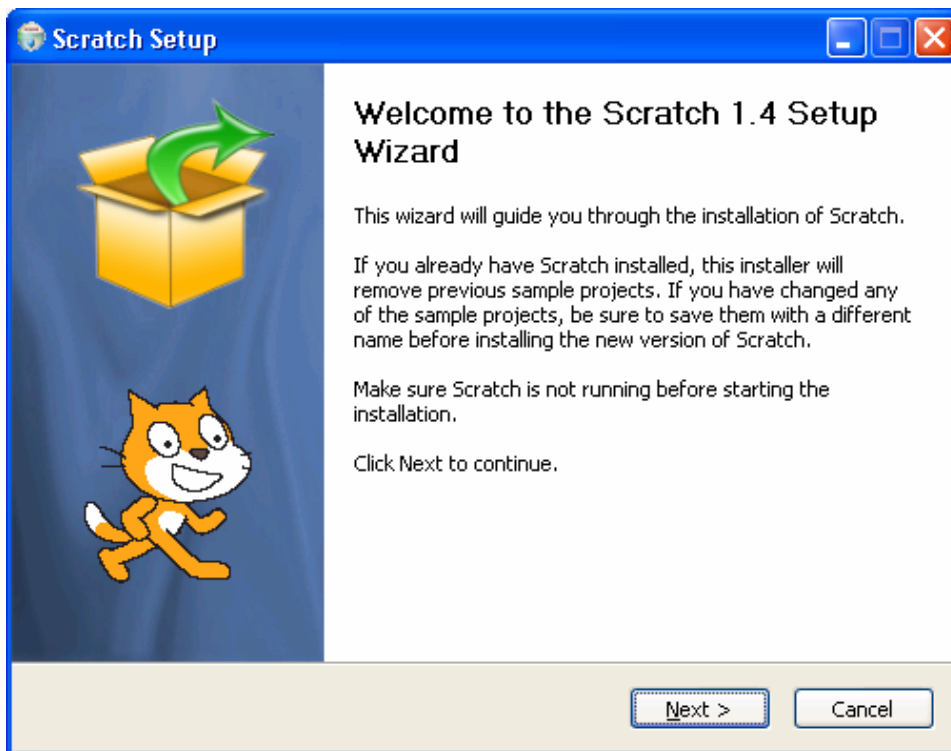 Scratch Setup
Welcome to the Scratch 1.4 Setup
Wizard
This wizard will guide you through the installation of Scratch.
If you already have Scratch installed, this installer will
remove previous sample projects. If you have changed any
of the sample projects, be sure to save them with a different
name before installing the new version of Scratch.
Make sure Scratch is not running before starting the
installation.
Click Next to continue.
Next >
Cancel